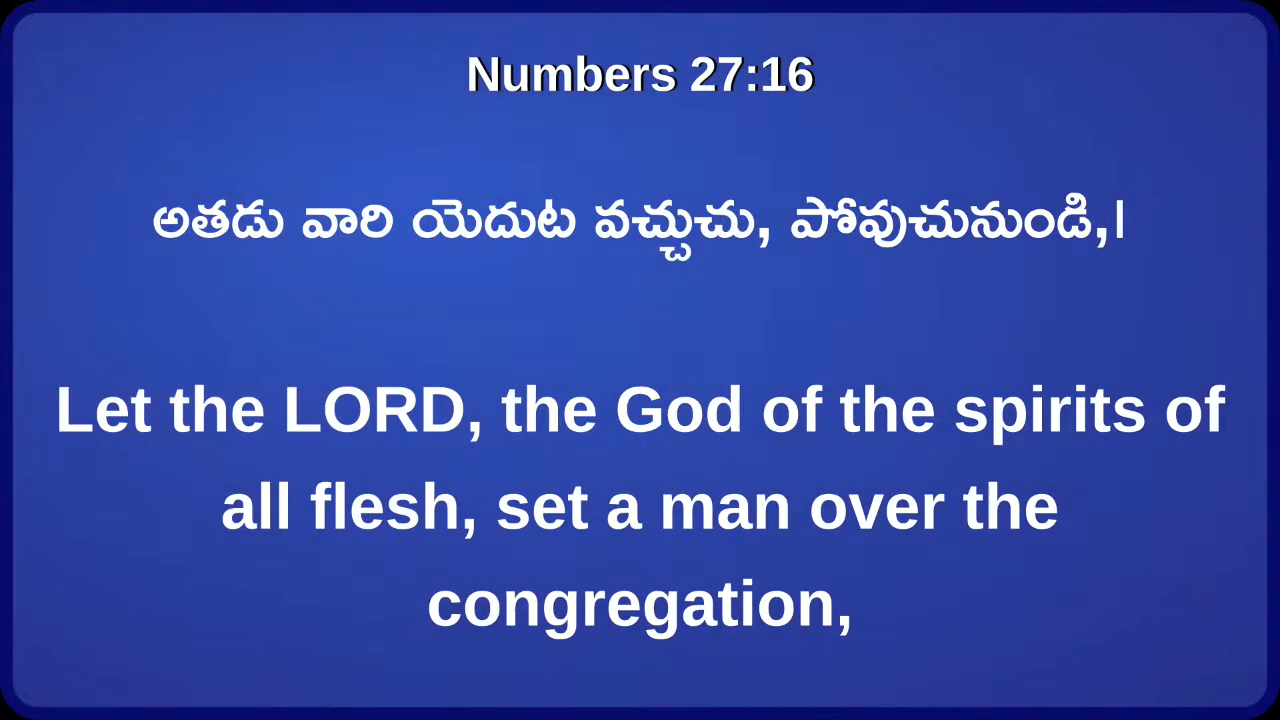 Numbers 27:16
అతడు వారి యెదుట వచ్చుచు, పోవుచునుండి,।
Let the LORD, the God of the spirits of
all flesh, set a man over the
congregation,